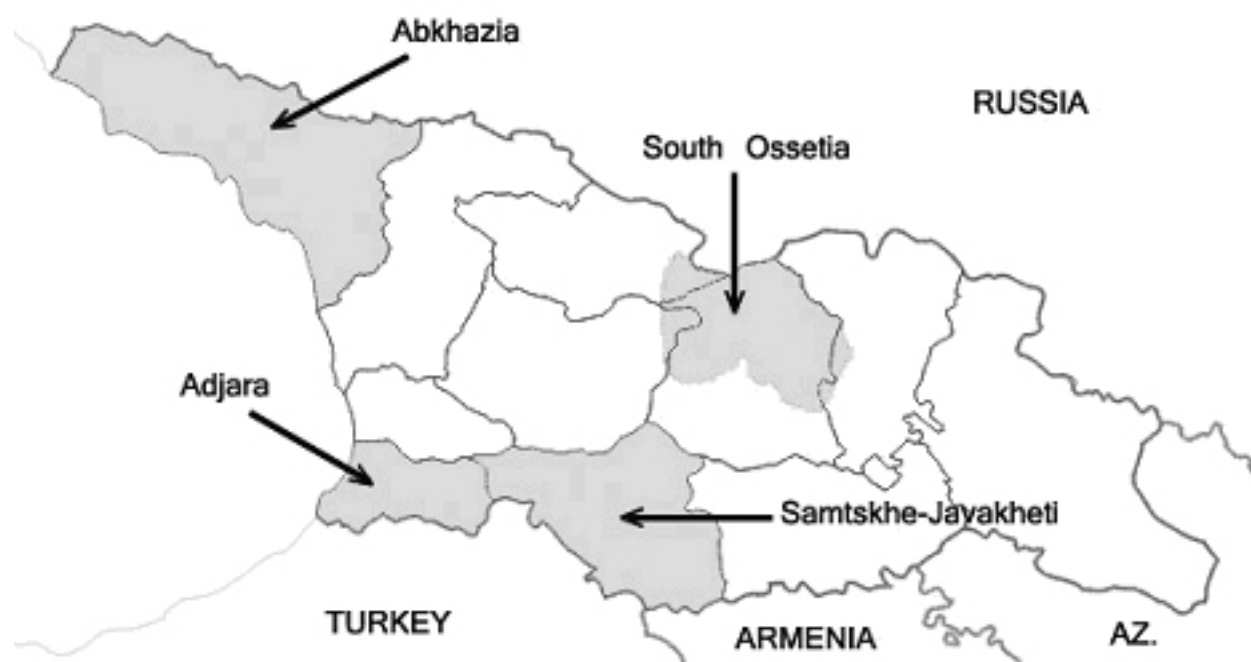 Abkhazia
RUSSIA
South Ossetia
Adjara
Samtskhe-Javakheti
TURKEY
ARMENIA
AZ.